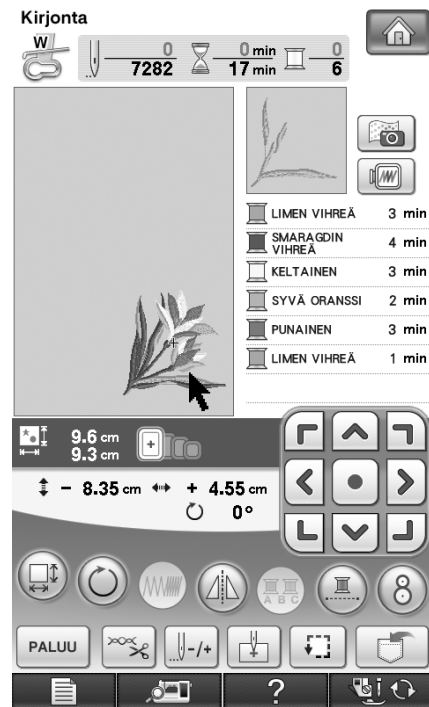 Kirjonta
W
0 0 min 0
7282 17 min 6
LIMEN VIHREÄ 3 min
SMARAGDIN VIHREÄ 4 min
KELTAINEN 3 min
SYVÄ ORANSSI 2 min
PUNAINEN 3 min
LIMEN VIHREÄ 1 min
9.6 cm
9.3 cm
- 8.35 cm + 4.55 cm
0°
A B C
8
PALUU
-/+
?